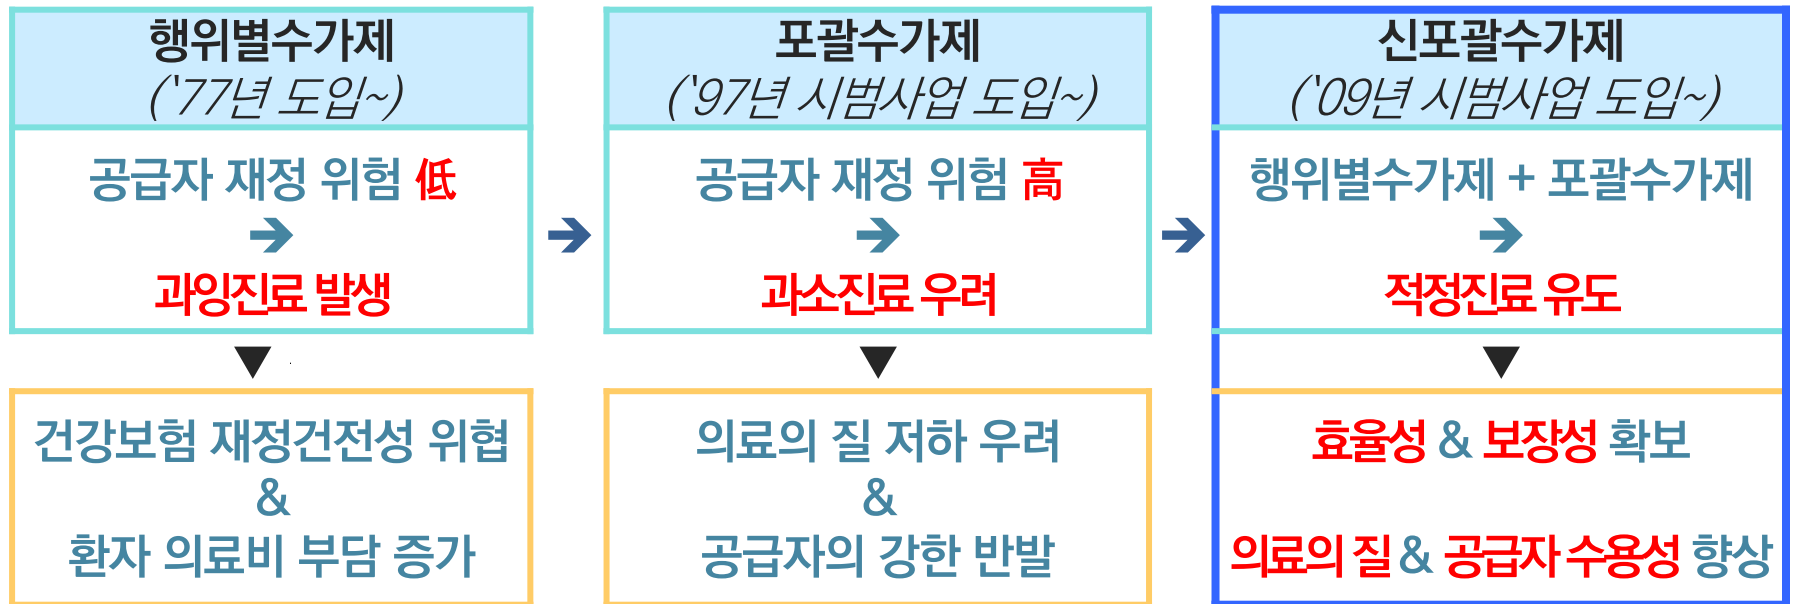 행위별수가제
(‘77년 도입~)
공급자 재정 위험 低
➔
과잉진료 발생
▼
건강보험 재정건전성 위협
&
환자 의료비 부담 증가
➔
포괄수가제
(‘97년 시범사업 도입~)
공급자 재정 위험 高
➔
과소진료 우려
▼
의료의 질 저하 우려
&
공급자의 강한 반발
➔
신포괄수가제
(‘09년 시범사업 도입~)
행위별수가제 + 포괄수가제
➔
적정진료 유도
▼
효율성 & 보장성 확보
의료의 질 & 공급자 수용성 향상